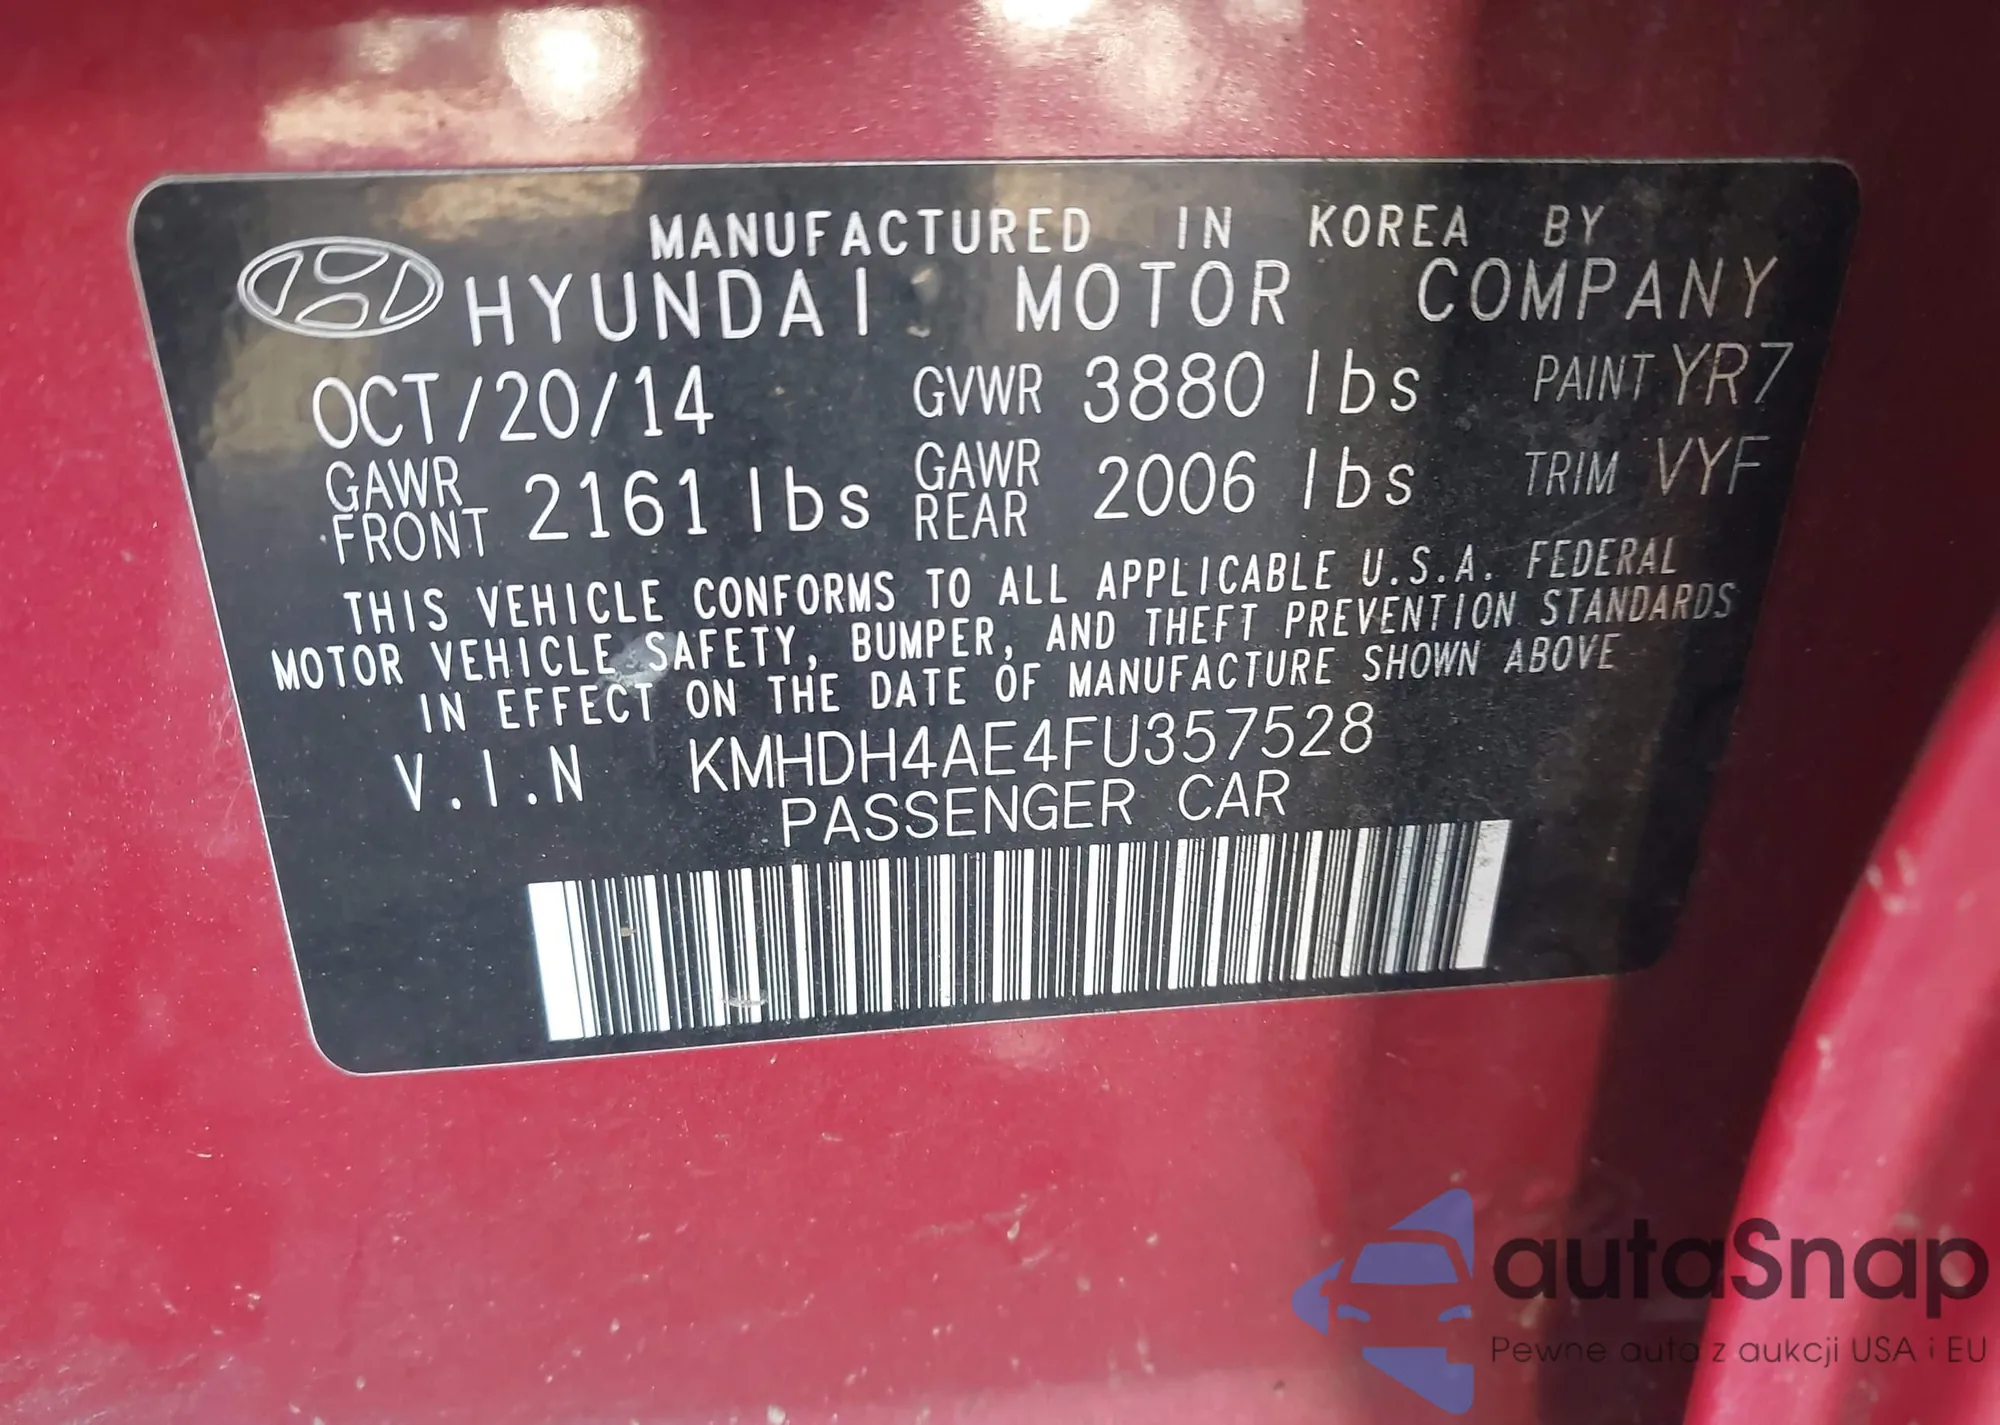 MANUFACTURED IN KOREA BY
HYUNDAI MOTOR COMPANY
OCT/20/14 GVWR 3880 lbs PAINT YR7
GAWR FRONT 2161 lbs GAWR REAR 2006 lbs TRIM VYF
THIS VEHICLE CONFORMS TO ALL APPLICABLE U.S.A. FEDERAL
MOTOR VEHICLE SAFETY, BUMPER, AND THEFT PREVENTION STANDARDS
IN EFFECT ON THE DATE OF MANUFACTURE SHOWN ABOVE
V.I.N KMHDH4AE4FU357528
PASSENGER CAR
autaSnap
Pewne auta z aukcji USA i EU